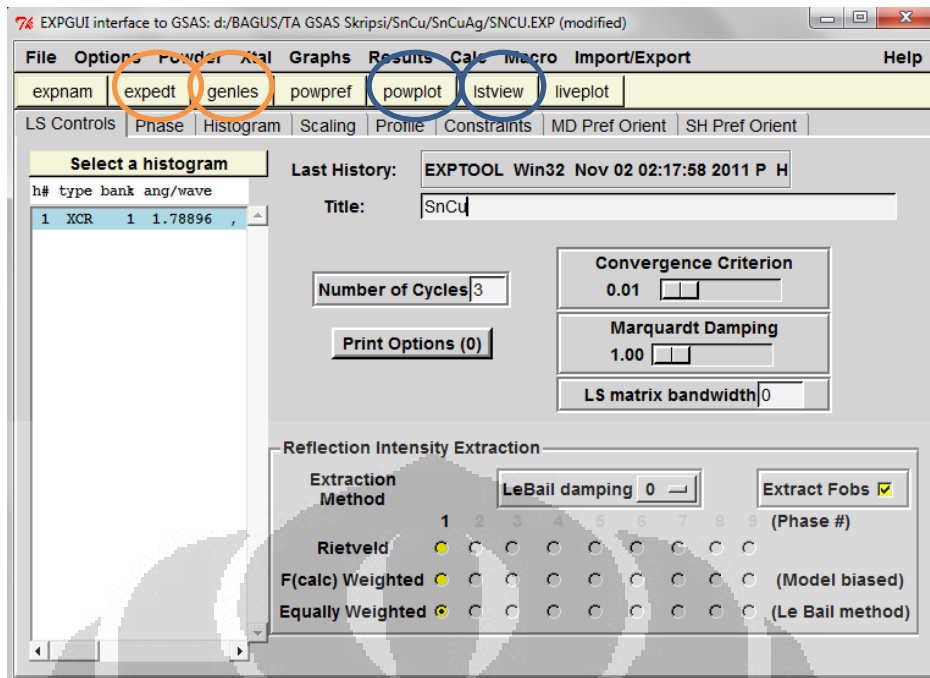 EXPGUI interface to GSAS: d:/BAGUS/TA GSAS Skripsi/SnCu/SnCuAg/SNCU.EXP (modified)
File Options Powder Xtal Graphs Results Calc Macro Import/Export Help
expnam expedt genles powpref powplot lstview liveplot
LS Controls Phase Histogram Scaling Profile Constraints MD Pref Orient SH Pref Orient
Select a histogram
h# type bank ang/wave
1 XCR 1 1.78896 ,
Last History: EXPTOOL Win32 Nov 02 02:17:58 2011 P H
Title: SnCu
Number of Cycles 3
Convergence Criterion
0.01
Print Options (0)
Marquardt Damping
1.00
LS matrix bandwidth 0
Reflection Intensity Extraction
Extraction Method
LeBail damping 0
Extract Fobs
1 2 3 4 5 6 7 8 9 (Phase #)
Rietveld
F(calc) Weighted (Model biased)
Equally Weighted (Le Bail method)